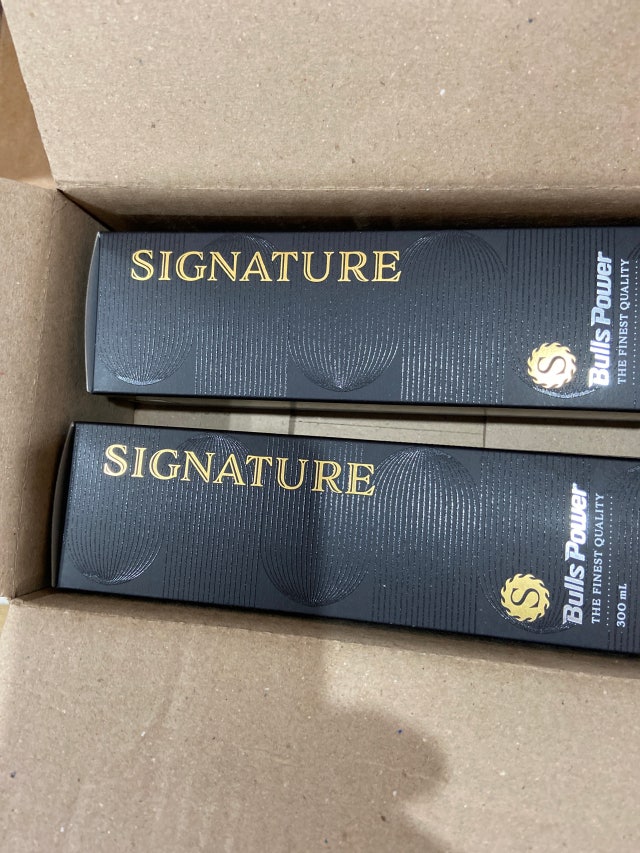 SIGNATURE
S
Bulls Power
THE FINEST QUALITY
SIGNATURE
S
Bulls Power
THE FINEST QUALITY
300 mL